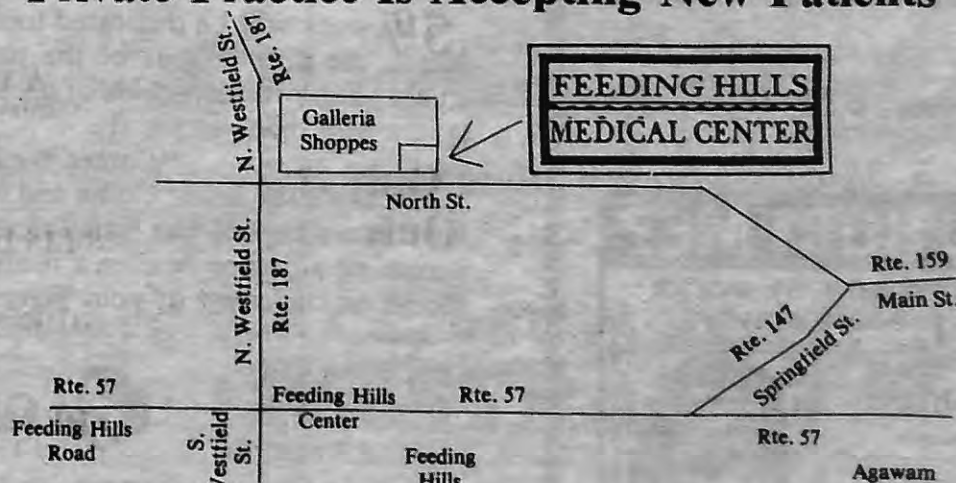 Private Practice Is Accepting New Patients
N. Westfield St.
Rte. 187
Galleria
Shoppes
FEEDING HILLS
MEDICAL CENTER
North St.
N. Westfield St.
Rte. 187
Rte. 159
Main St.
Rte. 147
Springfield St.
Rte. 57
Feeding Hills
Road
Feeding Hills
Center
Rte. 57
S.
Westfield
St.
Rte. 57
Feeding
Hills
Agawam